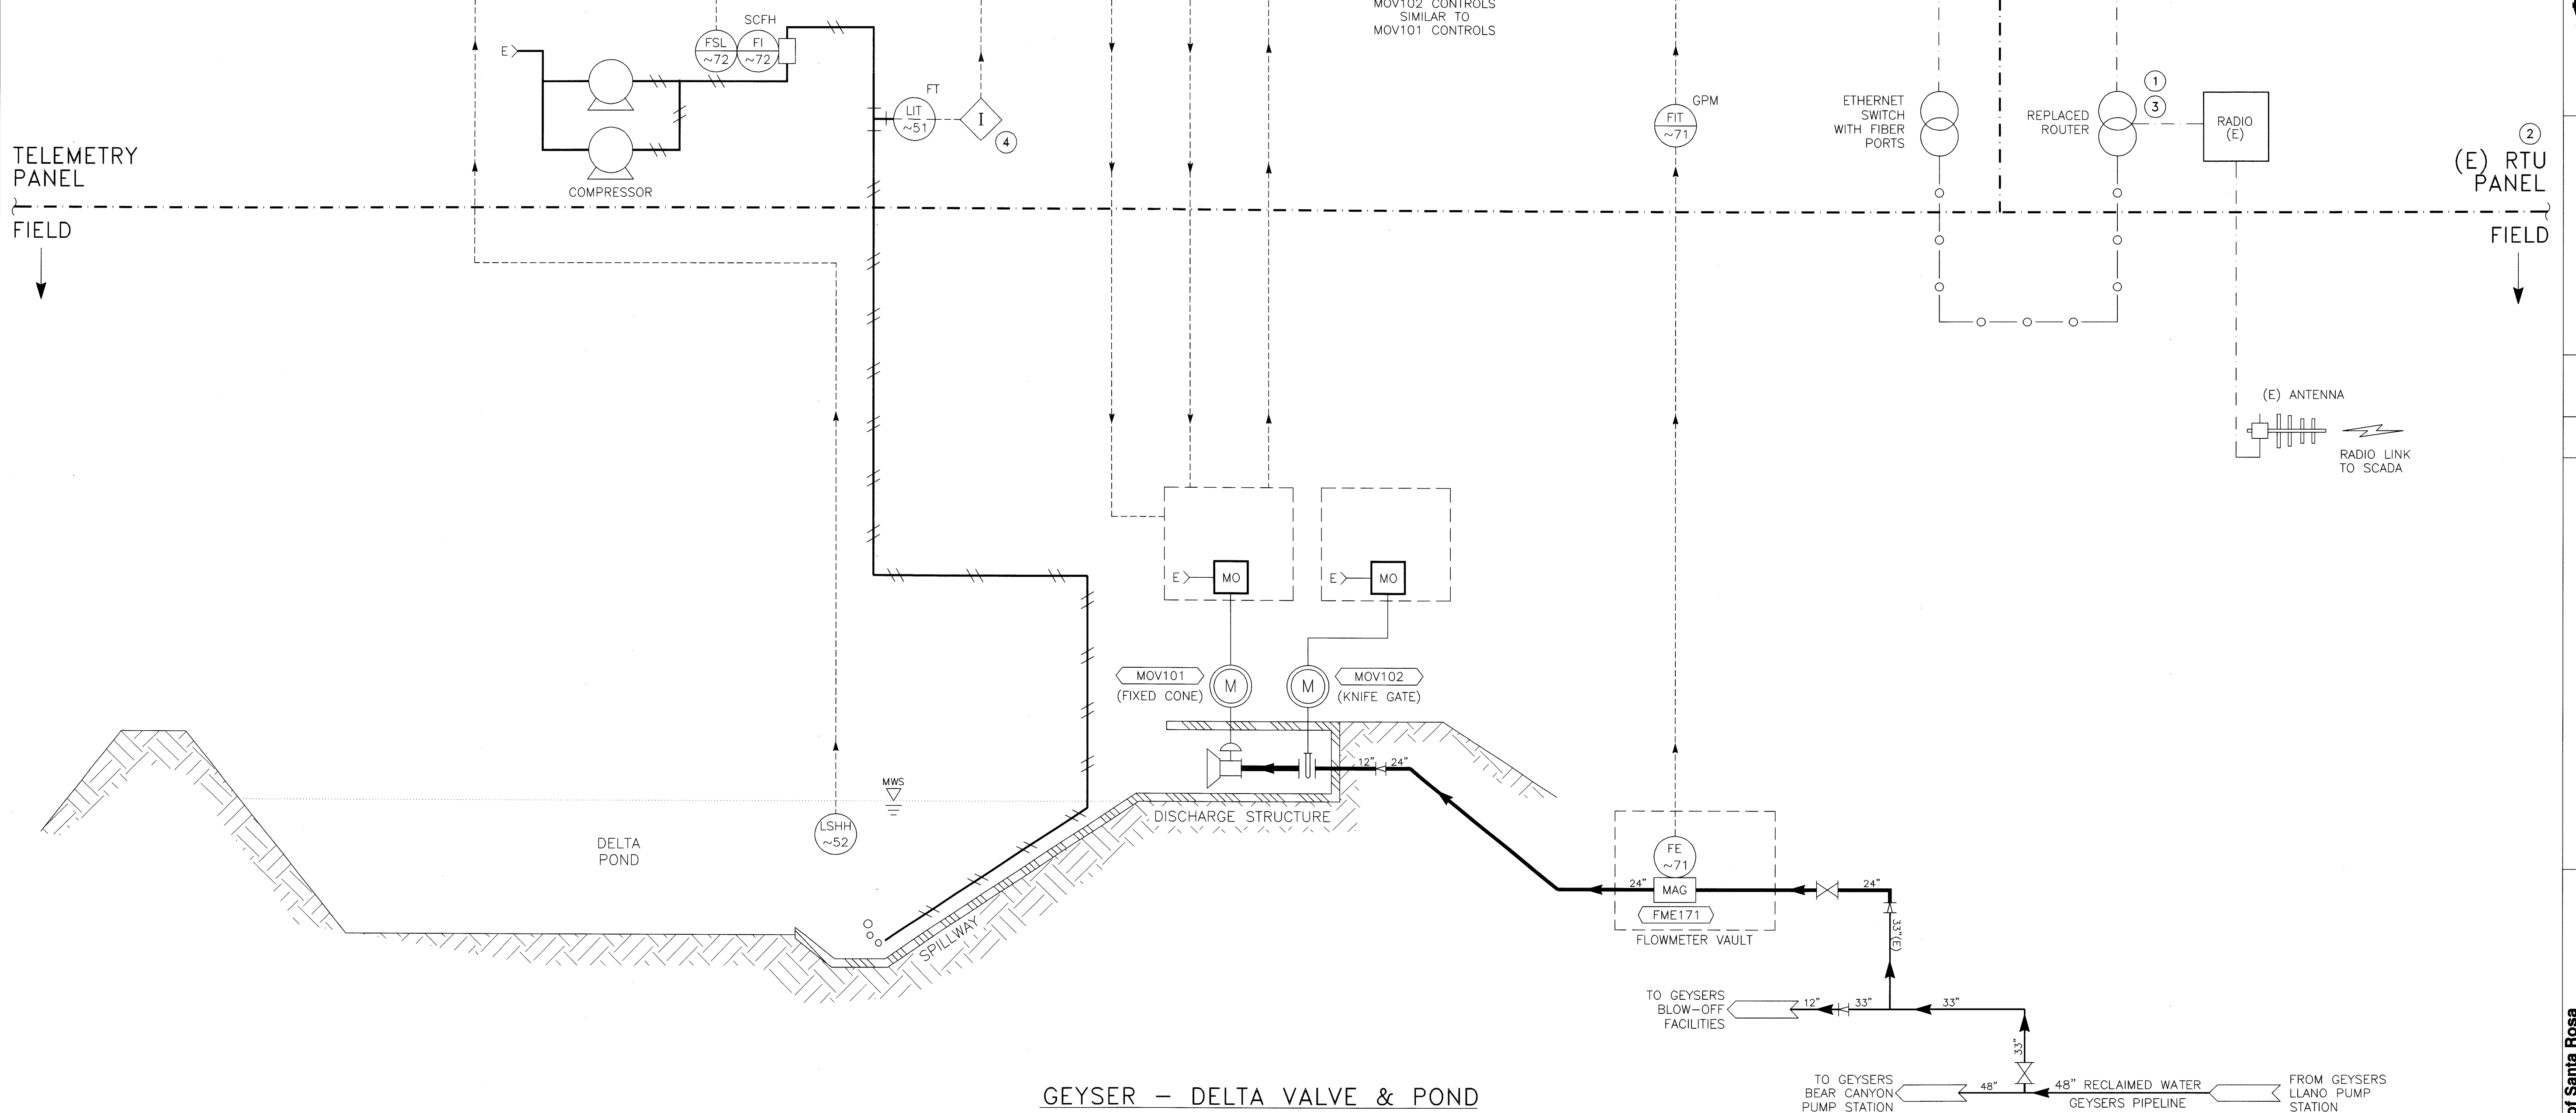 MOV102 CONTROLS
SIMILAR TO
MOV101 CONTROLS
SCFH
E
FSL
~72
FI
~72
FT
LIT
~51
I
4
COMPRESSOR
GPM
FIT
~71
ETHERNET
SWITCH
WITH FIBER
PORTS
REPLACED
ROUTER
1
3
RADIO
(E)
2
(E) RTU
PANEL
TELEMETRY
PANEL
FIELD
FIELD
(E) ANTENNA
RADIO LINK
TO SCADA
E
MO
E
MO
MOV101
(FIXED CONE)
M
M
MOV102
(KNIFE GATE)
MWS
12"
24"
DISCHARGE STRUCTURE
LSHH
~52
DELTA
POND
SPILLWAY
FE
~71
24"
MAG
24"
FME171
FLOWMETER VAULT
33"(E)
TO GEYSERS
BLOW-OFF
FACILITIES
12"
33"
33"
33"
TO GEYSERS
BEAR CANYON
PUMP STATION
48"
48" RECLAIMED WATER
GEYSERS PIPELINE
FROM GEYSERS
LLANO PUMP
STATION
GEYSER - DELTA VALVE & POND
of Santa Rosa